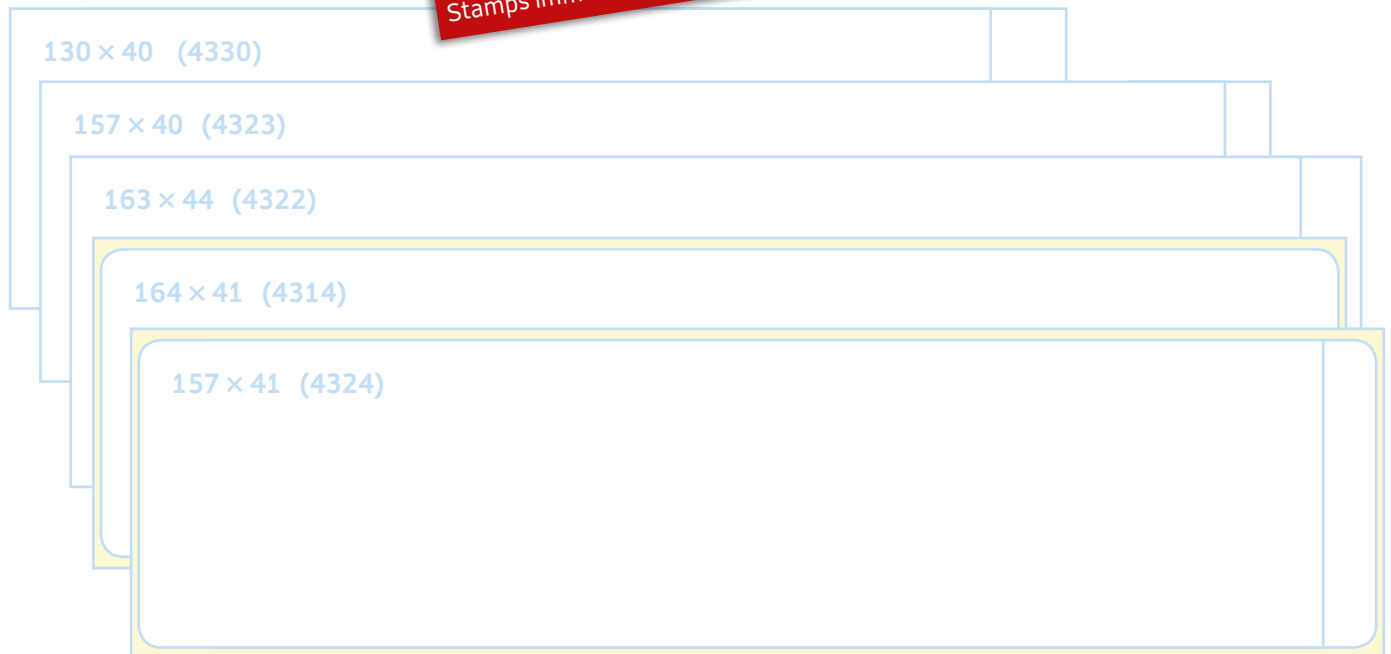 Stamps
130 × 40 (4330)
157 × 40 (4323)
163 × 44 (4322)
164 × 41 (4314)
157 × 41 (4324)